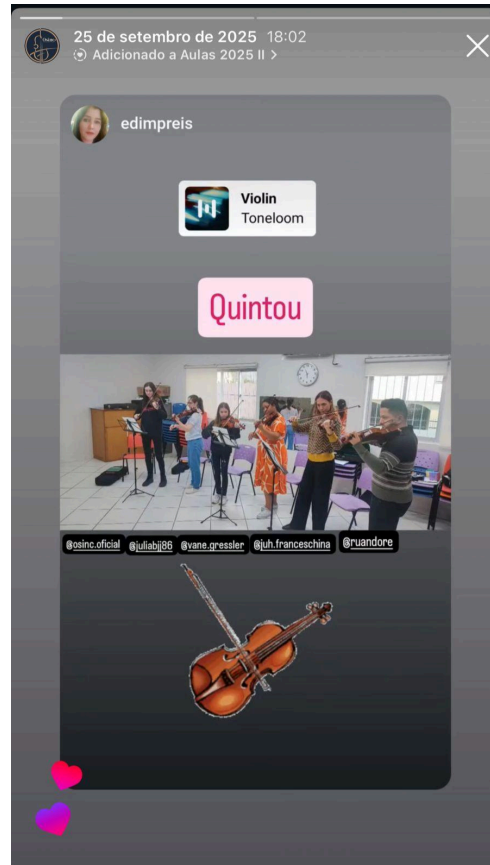 25 de setembro de 2025 18:02
Adicionado a Aulas 2025 II >
edimpreis
Violin
Toneloom
Quintou
@osinc.oficial @juliabjj86 @vane.gressler @juh.franceschina @ruandore